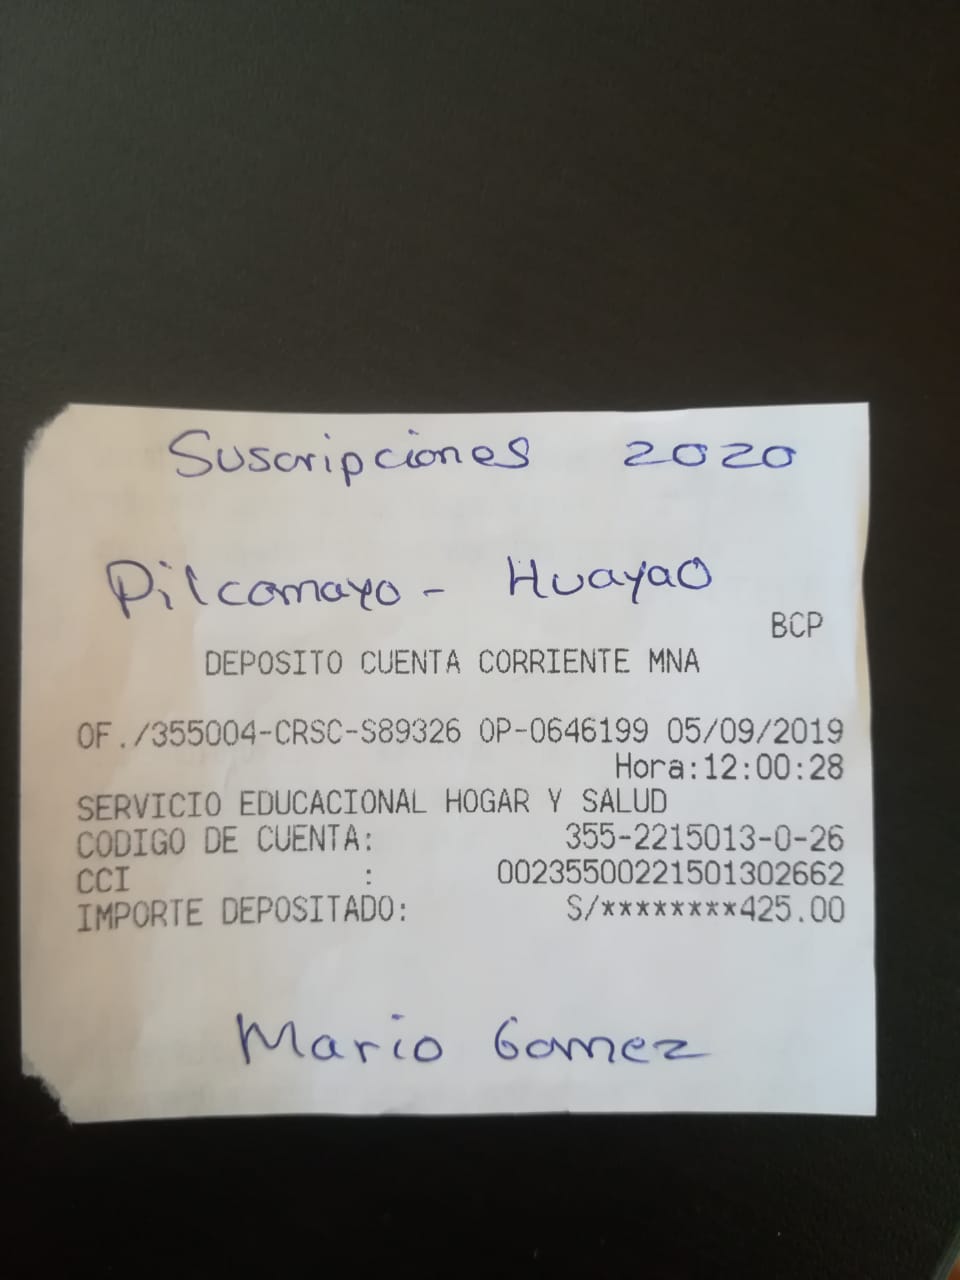 Suscripciones 2020
Pilcomayo - Huayao
BCP
DEPOSITO CUENTA CORRIENTE MNA
OF./355004-CRSC-S89326 OP-0646199 05/09/2019
Hora:12:00:28
SERVICIO EDUCACIONAL HOGAR Y SALUD
CODIGO DE CUENTA: 355-2215013-0-26
CCI : 00235500221501302662
IMPORTE DEPOSITADO: S/********425.00
Mario Gomez